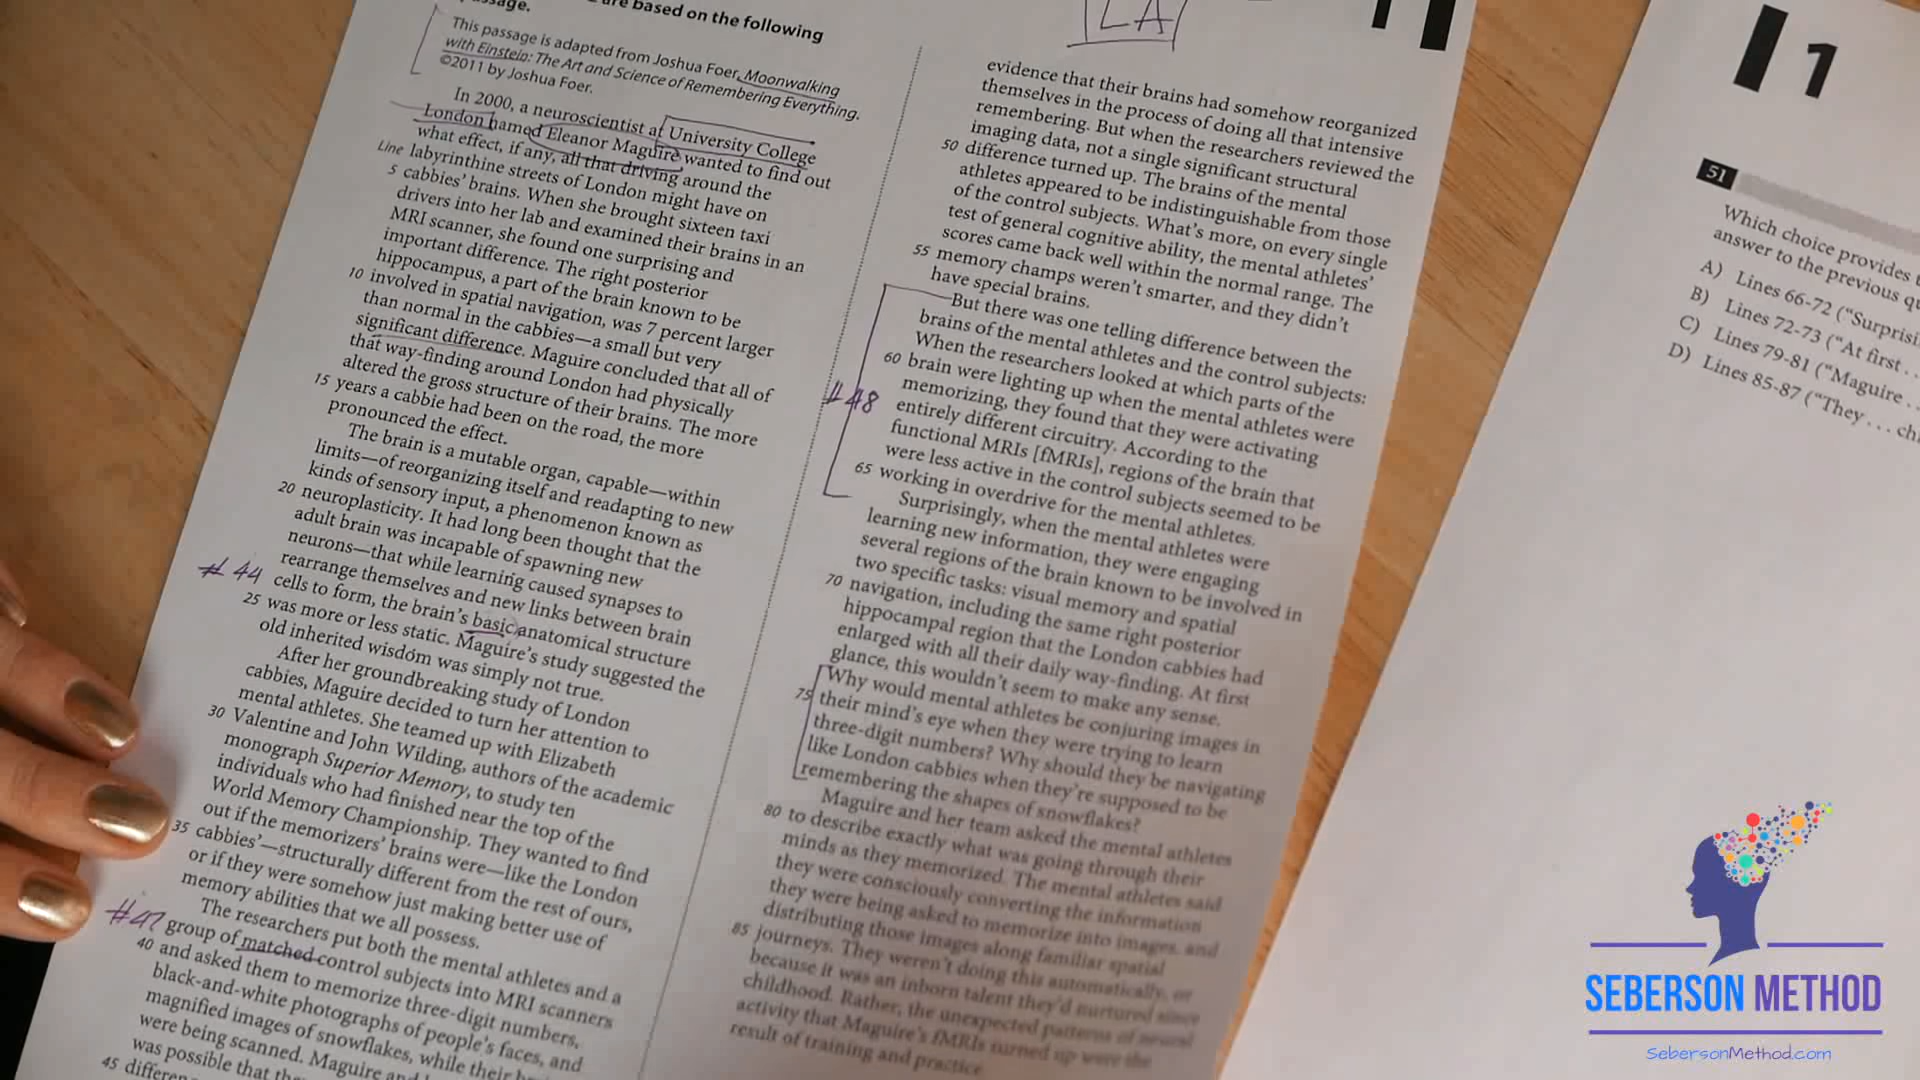 are based on the following
passage.
This passage is adapted from Joshua Foer, Moonwalking
with Einstein: The Art and Science of Remembering Everything.
©2011 by Joshua Foer.
In 2000, a neuroscientist at University College
London named Eleanor Maguire wanted to find out
what effect, if any, all that driving around the
Line labyrinthine streets of London might have on
5 cabbies' brains. When she brought sixteen taxi
drivers into her lab and examined their brains in an
MRI scanner, she found one surprising and
important difference. The right posterior
hippocampus, a part of the brain known to be
10 involved in spatial navigation, was 7 percent larger
than normal in the cabbies—a small but very
significant difference. Maguire concluded that all of
that way-finding around London had physically
altered the gross structure of their brains. The more
15 years a cabbie had been on the road, the more
pronounced the effect.
The brain is a mutable organ, capable—within
limits—of reorganizing itself and readapting to new
kinds of sensory input, a phenomenon known as
20 neuroplasticity. It had long been thought that the
adult brain was incapable of spawning new
neurons—that while learning caused synapses to
rearrange themselves and new links between brain
#44 cells to form, the brain's basic anatomical structure
25 was more or less static. Maguire's study suggested the
old inherited wisdom was simply not true.
After her groundbreaking study of London
cabbies, Maguire decided to turn her attention to
mental athletes. She teamed up with Elizabeth
30 Valentine and John Wilding, authors of the academic
monograph Superior Memory, to study ten
individuals who had finished near the top of the
World Memory Championship. They wanted to find
out if the memorizers' brains were—like the London
35 cabbies'—structurally different from the rest of ours,
or if they were somehow just making better use of
memory abilities that we all possess.
The researchers put both the mental athletes and a
#47 group of matched control subjects into MRI scanners
40 and asked them to memorize three-digit numbers,
black-and-white photographs of people's faces, and
magnified images of snowflakes, while their
were being scanned. Maguire and
was possible that
45
LA
evidence that their brains had somehow reorganized
themselves in the process of doing all that intensive
remembering. But when the researchers reviewed the
imaging data, not a single significant structural
50 difference turned up. The brains of the mental
athletes appeared to be indistinguishable from those
of the control subjects. What's more, on every single
test of general cognitive ability, the mental athletes'
scores came back well within the normal range. The
55 memory champs weren't smarter, and they didn't
have special brains.
But there was one telling difference between the
brains of the mental athletes and the control subjects:
When the researchers looked at which parts of the
60 brain were lighting up when the mental athletes were
memorizing, they found that they were activating
#48 entirely different circuitry. According to the
functional MRIs [fMRIs], regions of the brain that
were less active in the control subjects seemed to be
65 working in overdrive for the mental athletes.
Surprisingly, when the mental athletes were
learning new information, they were engaging
several regions of the brain known to be involved in
two specific tasks: visual memory and spatial
70 navigation, including the same right posterior
hippocampal region that the London cabbies had
enlarged with all their daily way-finding. At first
glance, this wouldn't seem to make any sense.
Why would mental athletes be conjuring images in
75 their mind's eye when they were trying to learn
three-digit numbers? Why should they be navigating
like London cabbies when they're supposed to be
remembering the shapes of snowflakes?
Maguire and her team asked the mental athletes
80 to describe exactly what was going through their
minds as they memorized. The mental athletes said
they were consciously converting the information
they were being asked to memorize into images, and
distributing those images along familiar spatial
85 journeys. They weren't doing this automatically, or
because it was an inborn talent they'd nurtured since
childhood. Rather, the unexpected patterns of neural
activity that Maguire's fMRIs turned up were the
result of training and practice
1
51
Which choice provides
answer to the previous
A) Lines 66-72 ("Surprisi
B) Lines 72-73 ("At first . .
C) Lines 79-81 ("Maguire . .
D) Lines 85-87 ("They . . .
SEBERSON METHOD
SebersonMethod.com